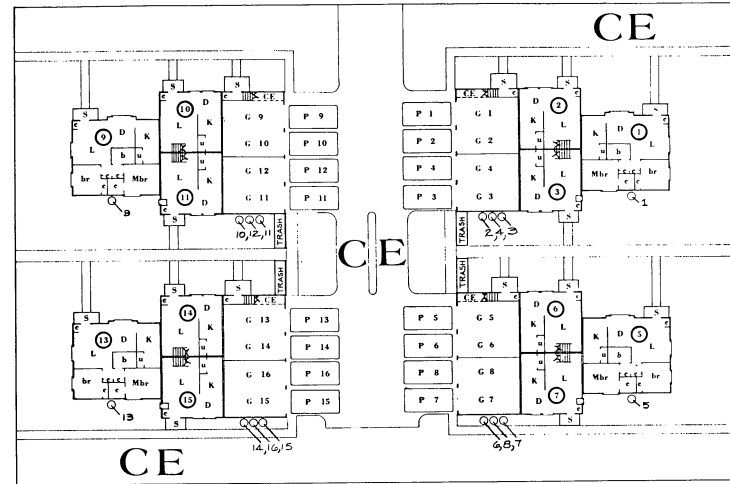 CE
S S S S
C CE CE C
10 D G 9 P 9 P 1 G 1 2 D
9 D K L K G 10 P 10 P 2 G 2 K L K D 1 L
L u u u
br b u Mbr u K G 12 P 12 P 4 G 4 K u Mbr u b br
c c c c L L c c c c
11 D G 11 P 11 P 3 G 3 D 3
9 10,12,11 TRASH TRASH 2,4,3 1
S CE S
S S TRASH TRASH S S
C CE CE C
14 D G 13 P 13 P 5 G 5 6 D
13 D K L K G 14 P 14 P 6 G 6 K L K D 5 L
L u u u
br b u Mbr u K G 16 P 16 P 8 G 8 K u Mbr u b br
c c c c L L c c c c
15 D G 15 P 15 P 7 G 7 D 7
13 S 14,16,15 6,8,7 S 5
CE